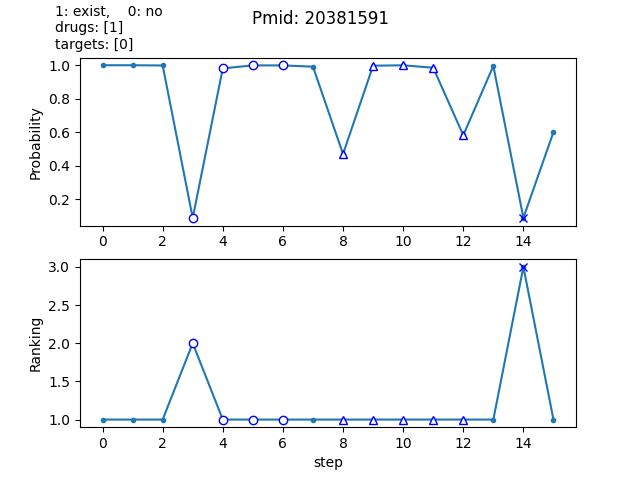 1: exist,    0: no
drugs: [1]
targets: [0]
Pmid: 20381591
Probability
1.0
0.8
0.6
0.4
0.2
0 2 4 6 8 10 12 14
Ranking
3.0
2.5
2.0
1.5
1.0
0 2 4 6 8 10 12 14
step